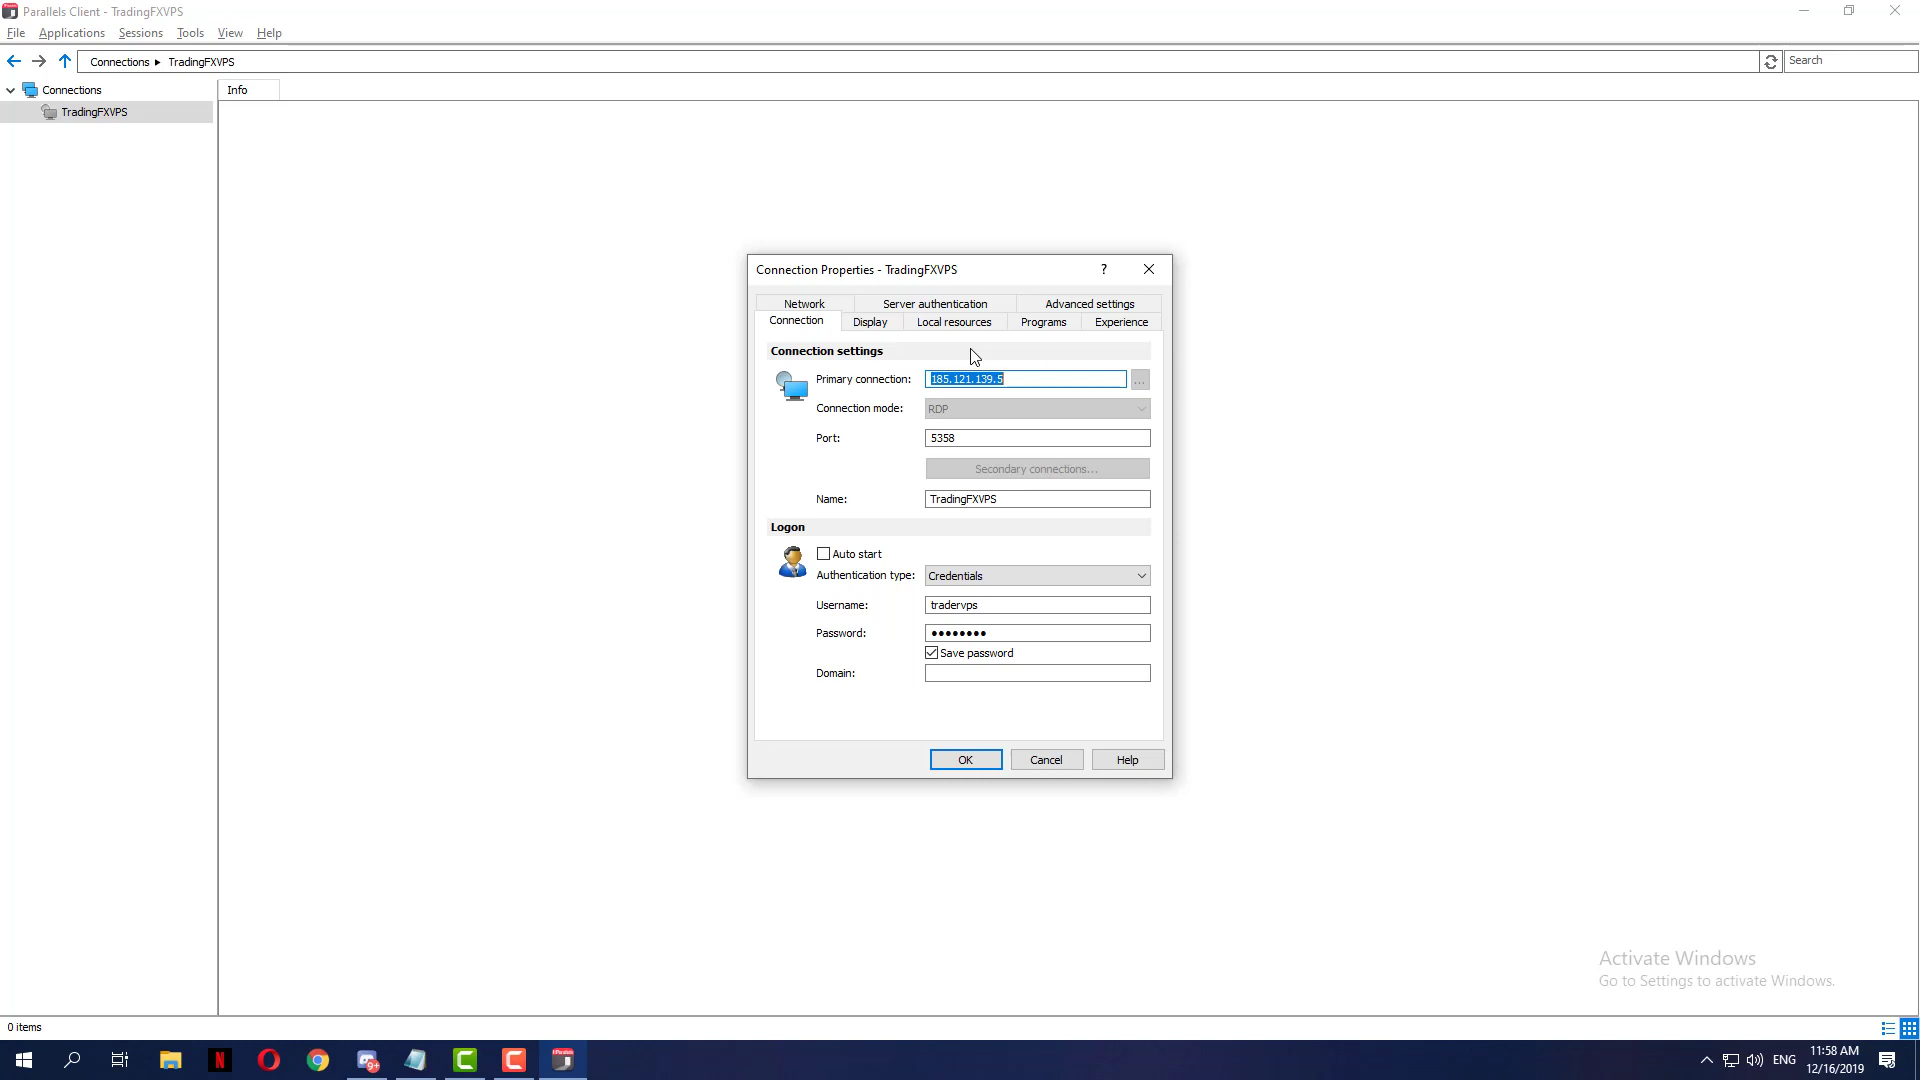 Parallels Client - TradingFXVPS
File Applications Sessions Tools View Help
Connections ▸ TradingFXVPS
Search
Connections
TradingFXVPS
Info
Connection Properties - TradingFXVPS
?
Network Server authentication Advanced settings
Connection Display Local resources Programs Experience
Connection settings
Primary connection: 185.121.139.5 ...
Connection mode: RDP
Port: 5358
Secondary connections...
Name: TradingFXVPS
Logon
Auto start
Authentication type: Credentials
Username: tradervps
Password: ●●●●●●●●
Save password
Domain:
OK Cancel Help
Activate Windows
Go to Settings to activate Windows.
0 items
N
9+
C
C
ENG
11:58 AM
12/16/2019